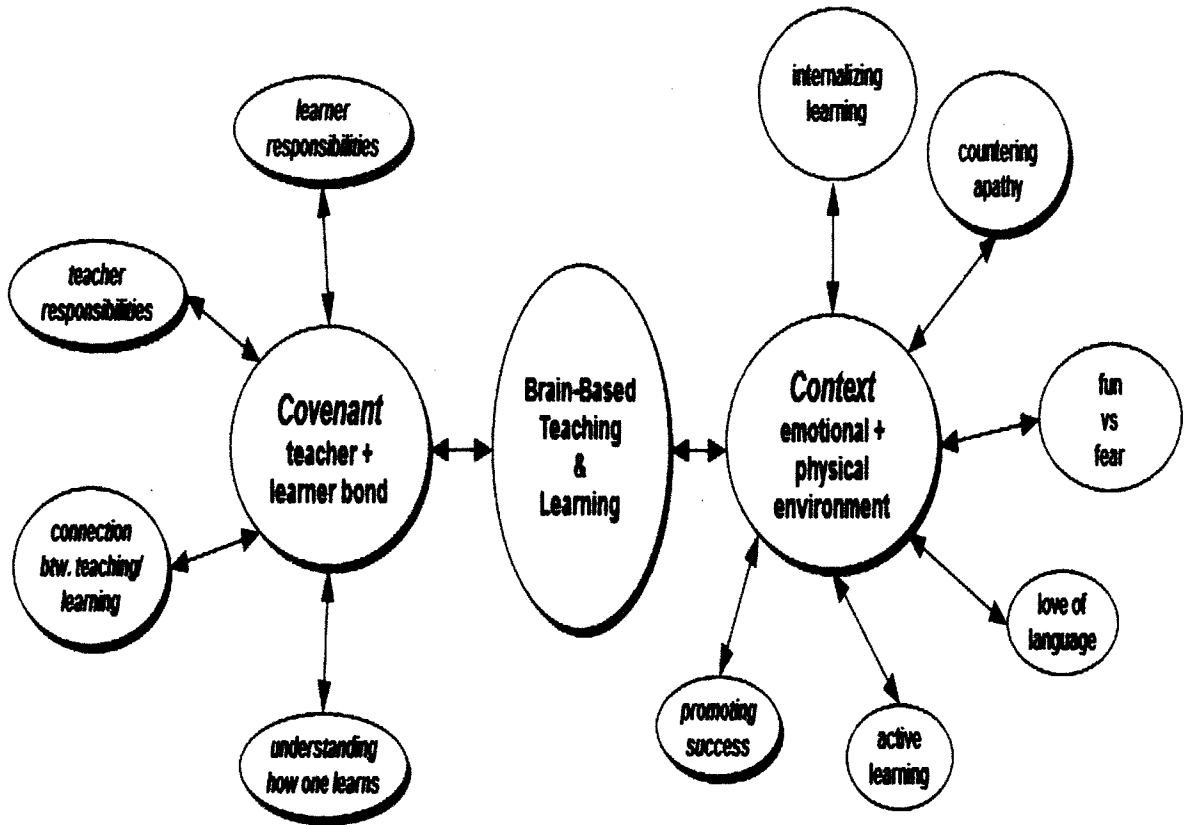 learner
responsibilities
teacher
responsibilities
Covenant
teacher +
learner bond
connection
btw. teaching/
learning
understanding
how one learns
Brain-Based
Teaching
&
Learning
internalizing
learning
countering
apathy
Context
emotional +
physical
environment
fun
vs
fear
love of
language
active
learning
promoting
success